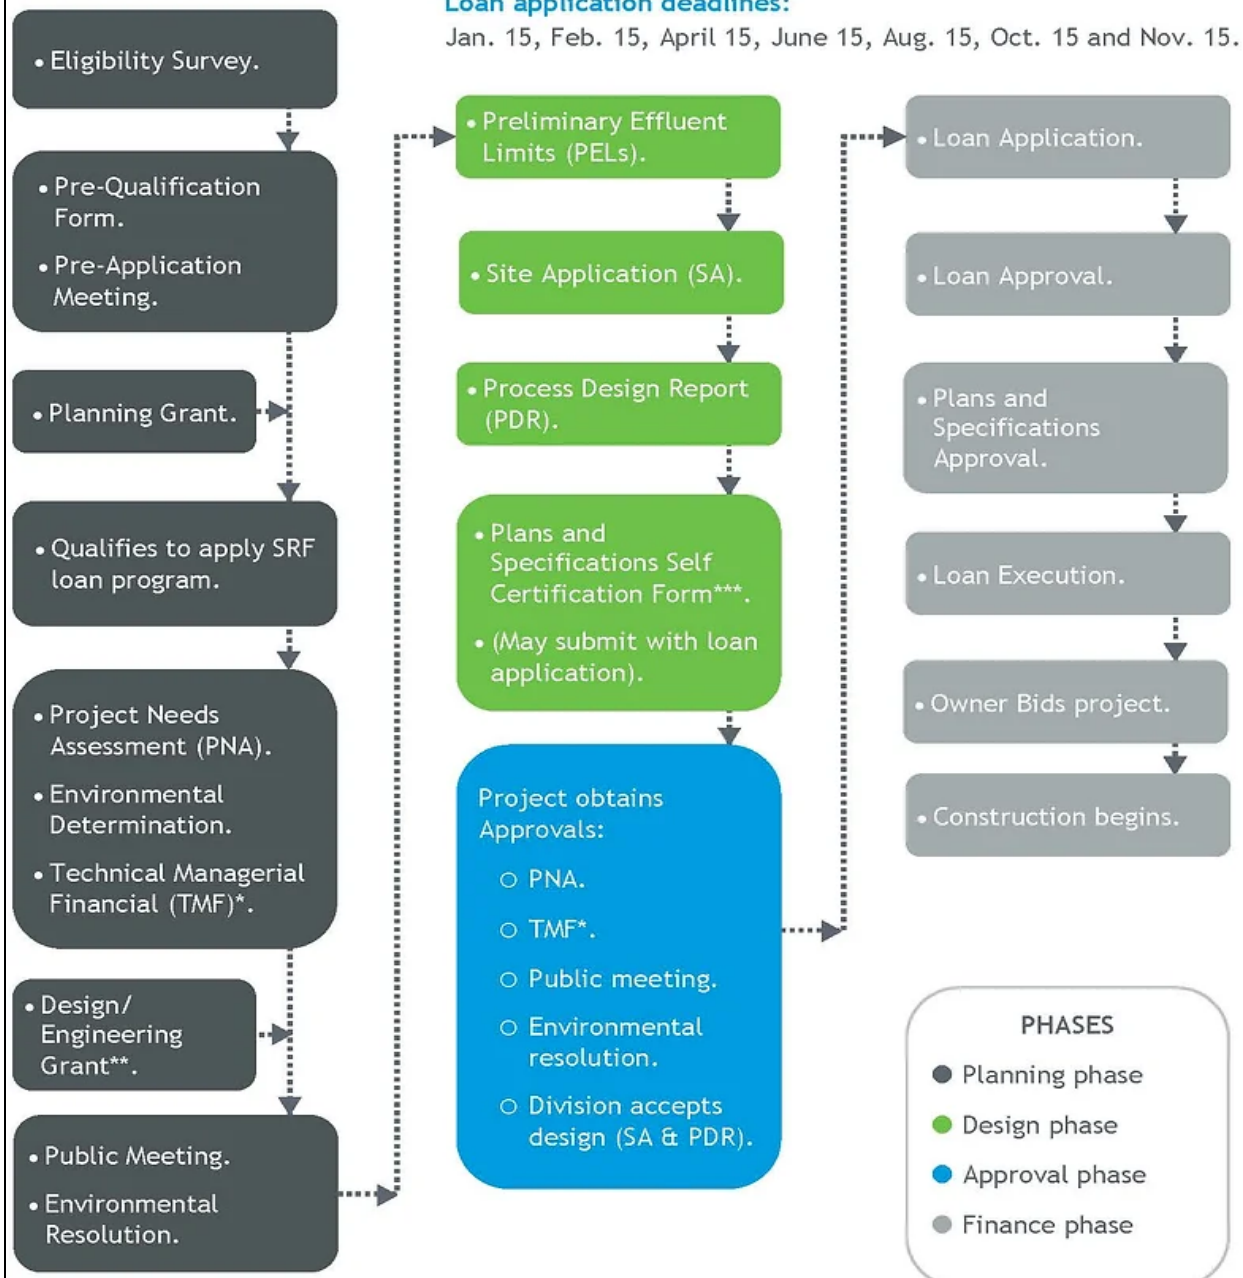 Loan application deadlines:
Jan. 15, Feb. 15, April 15, June 15, Aug. 15, Oct. 15 and Nov. 15.
• Eligibility Survey.
• Pre-Qualification
Form.
• Pre-Application
Meeting.
• Planning Grant.
• Qualifies to apply SRF
loan program.
• Project Needs
Assessment (PNA).
• Environmental
Determination.
• Technical Managerial
Financial (TMF)*.
• Design/
Engineering
Grant**.
• Public Meeting.
• Environmental
Resolution.
• Preliminary Effluent
Limits (PELs).
• Site Application (SA).
• Process Design Report
(PDR).
• Plans and
Specifications Self
Certification Form***.
• (May submit with loan
application).
Project obtains
Approvals:
○ PNA.
○ TMF*.
○ Public meeting.
○ Environmental
resolution.
○ Division accepts
design (SA & PDR).
• Loan Application.
• Loan Approval.
• Plans and
Specifications
Approval.
• Loan Execution.
• Owner Bids project.
• Construction begins.
PHASES
Planning phase
Design phase
Approval phase
Finance phase